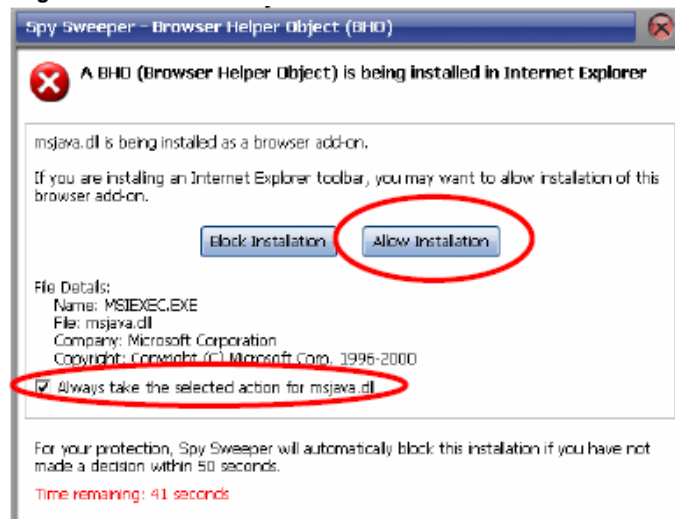 Spy Sweeper - Browser Helper Object (BHO)
A BHO (Browser Helper Object) is being installed in Internet Explorer
msjava.dll is being installed as a browser add-on.
If you are installing an Internet Explorer toolbar, you may want to allow installation of this
browser add-on.
Block Installation
Allow Installation
File Details:
Name: MSIEXEC.EXE
File: msjava.dll
Company: Microsoft Corporation
Copyright: Copyright (C) Microsoft Corp. 1996-2000
Always take the selected action for msjava.dll
For your protection, Spy Sweeper will automatically block this installation if you have not
made a decision within 50 seconds.
Time remaining: 41 seconds